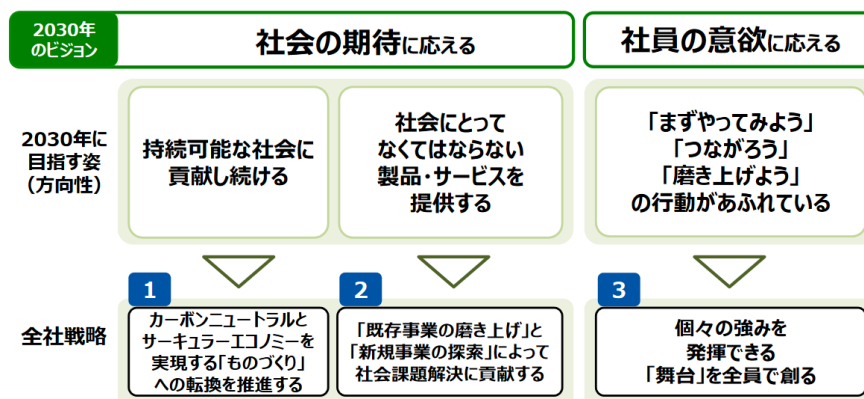 2030年
のビジョン
社会の期待に応える
社員の意欲に応える
2030年に
目指す姿
（方向性）
持続可能な社会に
貢献し続ける
社会にとって
なくてはならない
製品・サービスを
提供する
「まずやってみよう」
「つながろう」
「磨き上げよう」
の行動があふれている
全社戦略
1
カーボンニュートラルと
サーキュラーエコノミーを
実現する「ものづくり」
への転換を推進する
2
「既存事業の磨き上げ」と
「新規事業の探索」によって
社会課題解決に貢献する
3
個々の強みを
発揮できる
「舞台」を全員で創る